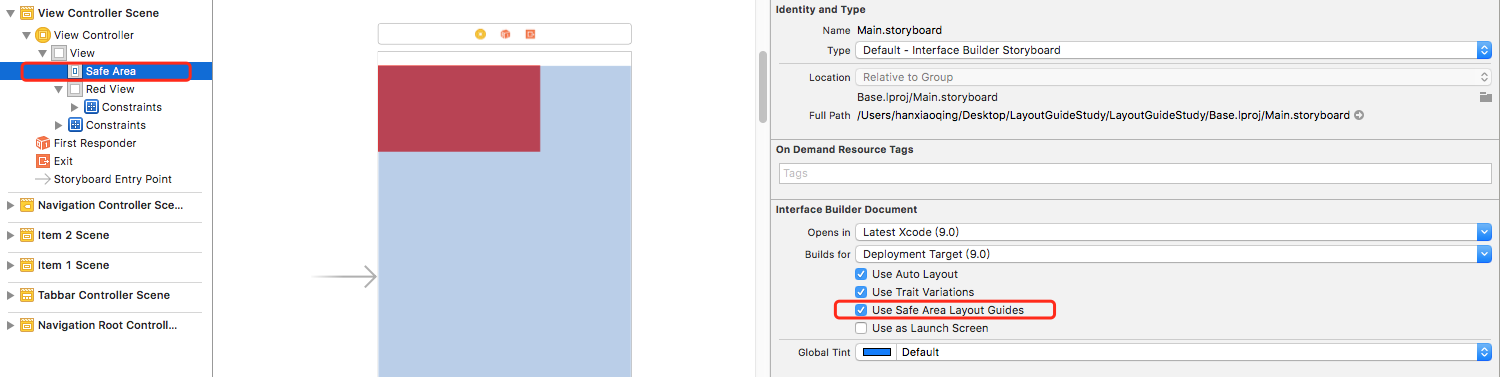 View Controller Scene
View Controller
View
Safe Area
Red View
Constraints
Constraints
First Responder
Exit
Storyboard Entry Point
Navigation Controller Sce...
Item 2 Scene
Item 1 Scene
Tabbar Controller Scene
Navigation Root Controll...
Identity and Type
Name Main.storyboard
Type Default - Interface Builder Storyboard
Location Relative to Group
Base.lproj/Main.storyboard
Full Path /Users/hanxiaoqing/Desktop/LayoutGuideStudy/LayoutGuideStudy/Base.lproj/Main.storyboard
On Demand Resource Tags
Tags
Interface Builder Document
Opens in Latest Xcode (9.0)
Builds for Deployment Target (9.0)
Use Auto Layout
Use Trait Variations
Use Safe Area Layout Guides
Use as Launch Screen
Global Tint Default